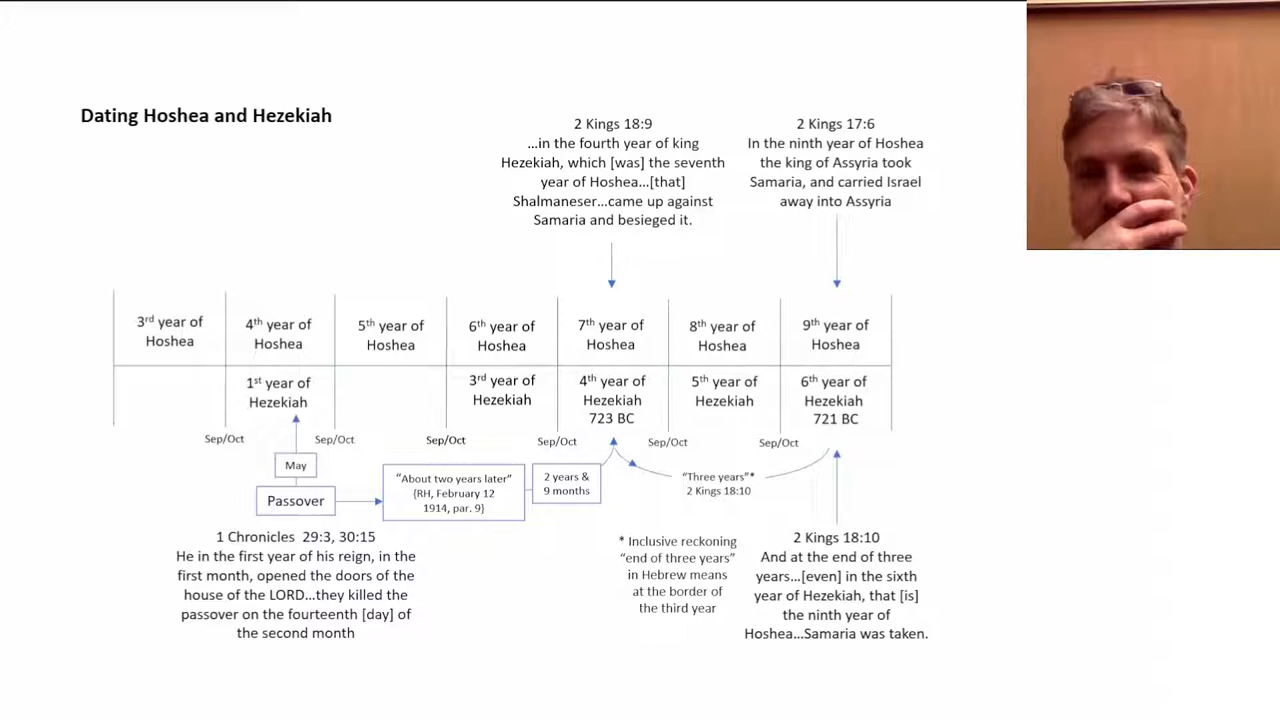 Dating Hoshea and Hezekiah
2 Kings 18:9
...in the fourth year of king
Hezekiah, which [was] the seventh
year of Hoshea...[that]
Shalmaneser...came up against
Samaria and besieged it.
2 Kings 17:6
In the ninth year of Hoshea
the king of Assyria took
Samaria, and carried Israel
away into Assyria
3rd year of
Hoshea
4th year of
Hoshea
5th year of
Hoshea
6th year of
Hoshea
7th year of
Hoshea
8th year of
Hoshea
9th year of
Hoshea
1st year of
Hezekiah
3rd year of
Hezekiah
4th year of
Hezekiah
723 BC
5th year of
Hezekiah
6th year of
Hezekiah
721 BC
Sep/Oct
Sep/Oct
Sep/Oct
Sep/Oct
Sep/Oct
Sep/Oct
May
Passover
"About two years later"
{RH, February 12
1914, par. 9}
2 years &
9 months
"Three years"*
2 Kings 18:10
1 Chronicles 29:3, 30:15
He in the first year of his reign, in the
first month, opened the doors of the
house of the LORD...they killed the
passover on the fourteenth [day] of
the second month
* Inclusive reckoning
"end of three years"
in Hebrew means
at the border of
the third year
2 Kings 18:10
And at the end of three
years...[even] in the sixth
year of Hezekiah, that [is]
the ninth year of
Hoshea...Samaria was taken.